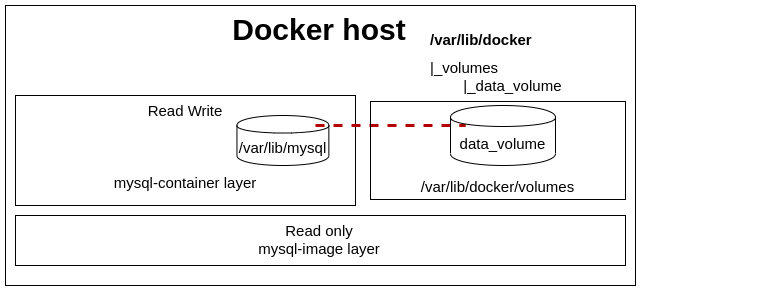 Docker host
/var/lib/docker
|_volumes
|_data_volume
Read Write
/var/lib/mysql
mysql-container layer
data_volume
/var/lib/docker/volumes
Read only
mysql-image layer